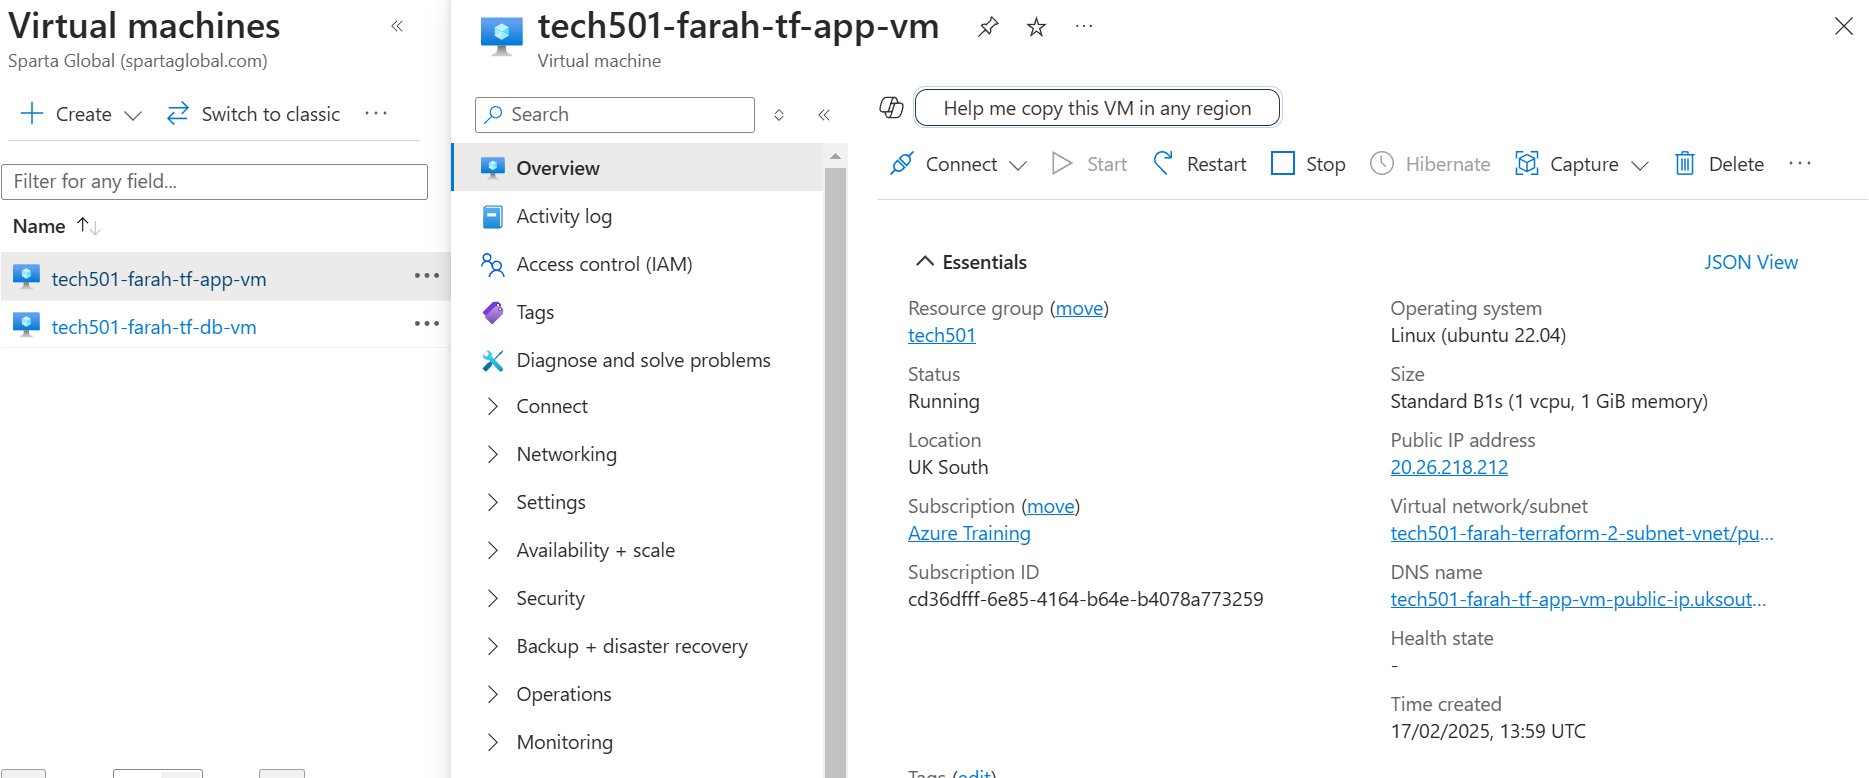 Virtual machines
Sparta Global (spartaglobal.com)
Create
Switch to classic
Filter for any field...
Name
tech501-farah-tf-app-vm
tech501-farah-tf-db-vm
tech501-farah-tf-app-vm
Virtual machine
Search
Overview
Activity log
Access control (IAM)
Tags
Diagnose and solve problems
Connect
Networking
Settings
Availability + scale
Security
Backup + disaster recovery
Operations
Monitoring
Help me copy this VM in any region
Connect Start Restart Stop Hibernate Capture Delete
Essentials
JSON View
Resource group (move)
tech501
Status
Running
Location
UK South
Subscription (move)
Azure Training
Subscription ID
cd36dfff-6e85-4164-b64e-b4078a773259
Operating system
Linux (ubuntu 22.04)
Size
Standard B1s (1 vcpu, 1 GiB memory)
Public IP address
20.26.218.212
Virtual network/subnet
tech501-farah-terraform-2-subnet-vnet/pu...
DNS name
tech501-farah-tf-app-vm-public-ip.uksout...
Health state
-
Time created
17/02/2025, 13:59 UTC
Tags (edit)